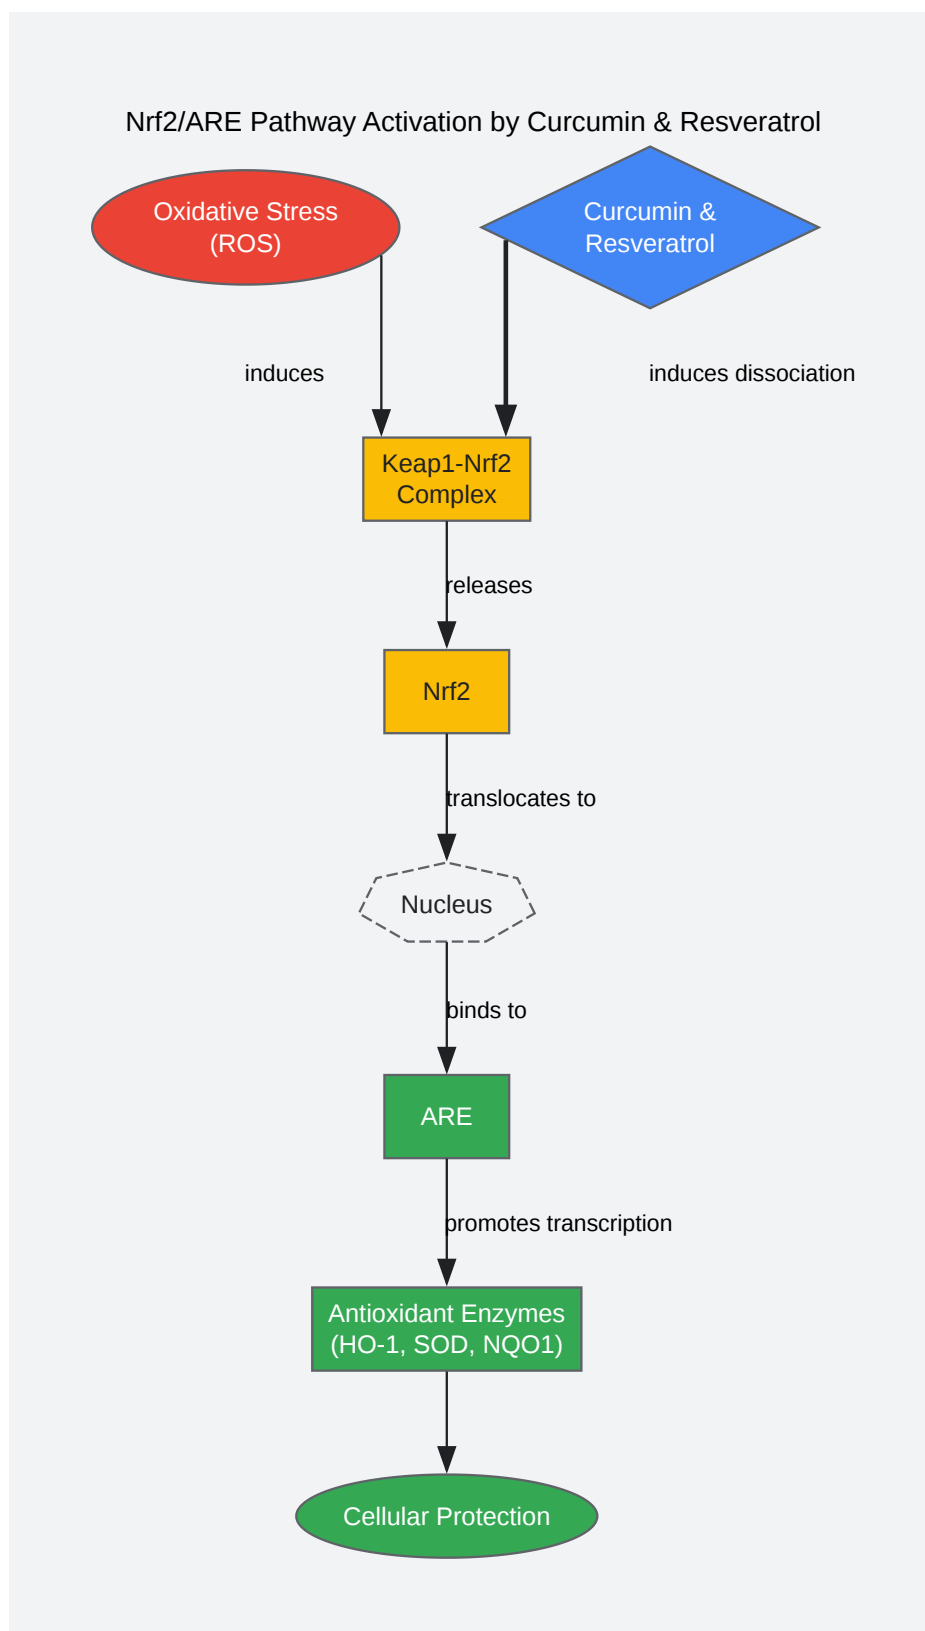 Nrf2/ARE Pathway Activation by Curcumin & Resveratrol
Oxidative Stress
(ROS)
Curcumin &
Resveratrol
induces
induces dissociation
Keap1-Nrf2
Complex
releases
Nrf2
translocates to
Nucleus
binds to
ARE
promotes transcription
Antioxidant Enzymes
(HO-1, SOD, NQO1)
Cellular Protection